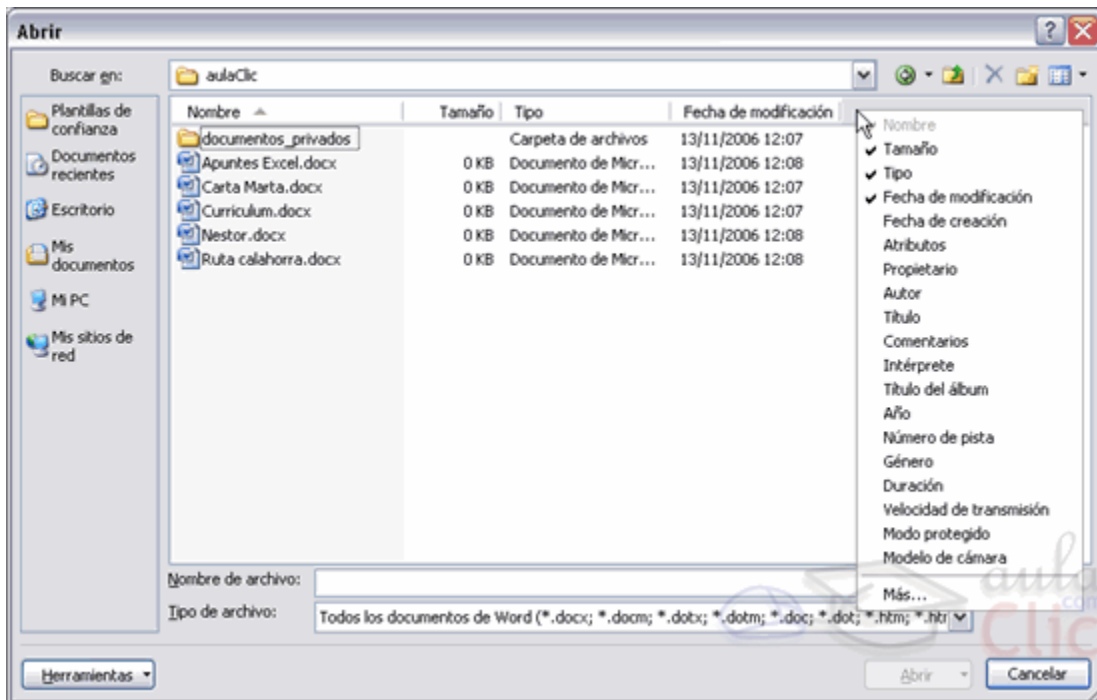 Abrir
Buscar en:
aulaClic
Plantillas de
confianza
Documentos
recientes
Escritorio
Mis
documentos
Mi PC
Mis sitios de
red
Nombre Tamaño Tipo Fecha de modificación
documentos_privados Carpeta de archivos 13/11/2006 12:07
Apuntes Excel.docx 0 KB Documento de Micr... 13/11/2006 12:08
Carta Marta.docx 0 KB Documento de Micr... 13/11/2006 12:07
Curriculum.docx 0 KB Documento de Micr... 13/11/2006 12:07
Nestor.docx 0 KB Documento de Micr... 13/11/2006 12:08
Ruta calahorra.docx 0 KB Documento de Micr... 13/11/2006 12:08
Nombre
Tamaño
Tipo
Fecha de modificación
Fecha de creación
Atributos
Propietario
Autor
Título
Comentarios
Intérprete
Título del álbum
Año
Número de pista
Género
Duración
Velocidad de transmisión
Modo protegido
Modelo de cámara
Más...
Nombre de archivo:
Tipo de archivo: Todos los documentos de Word (*.docx; *.docm; *.dotx; *.dotm; *.doc; *.dot; *.htm; *.htr
aula
Clic
.com
Herramientas
Abrir
Cancelar